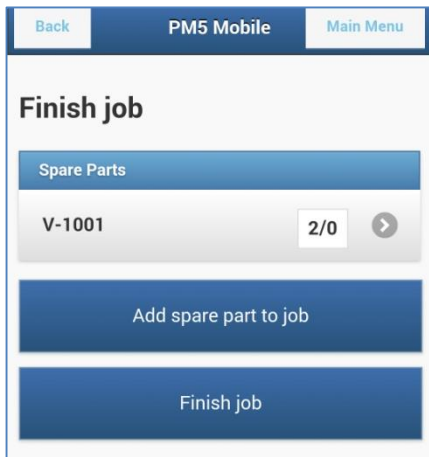 Back PM5 Mobile Main Menu
Finish job
Spare Parts
V-1001 2/0
Add spare part to job
Finish job